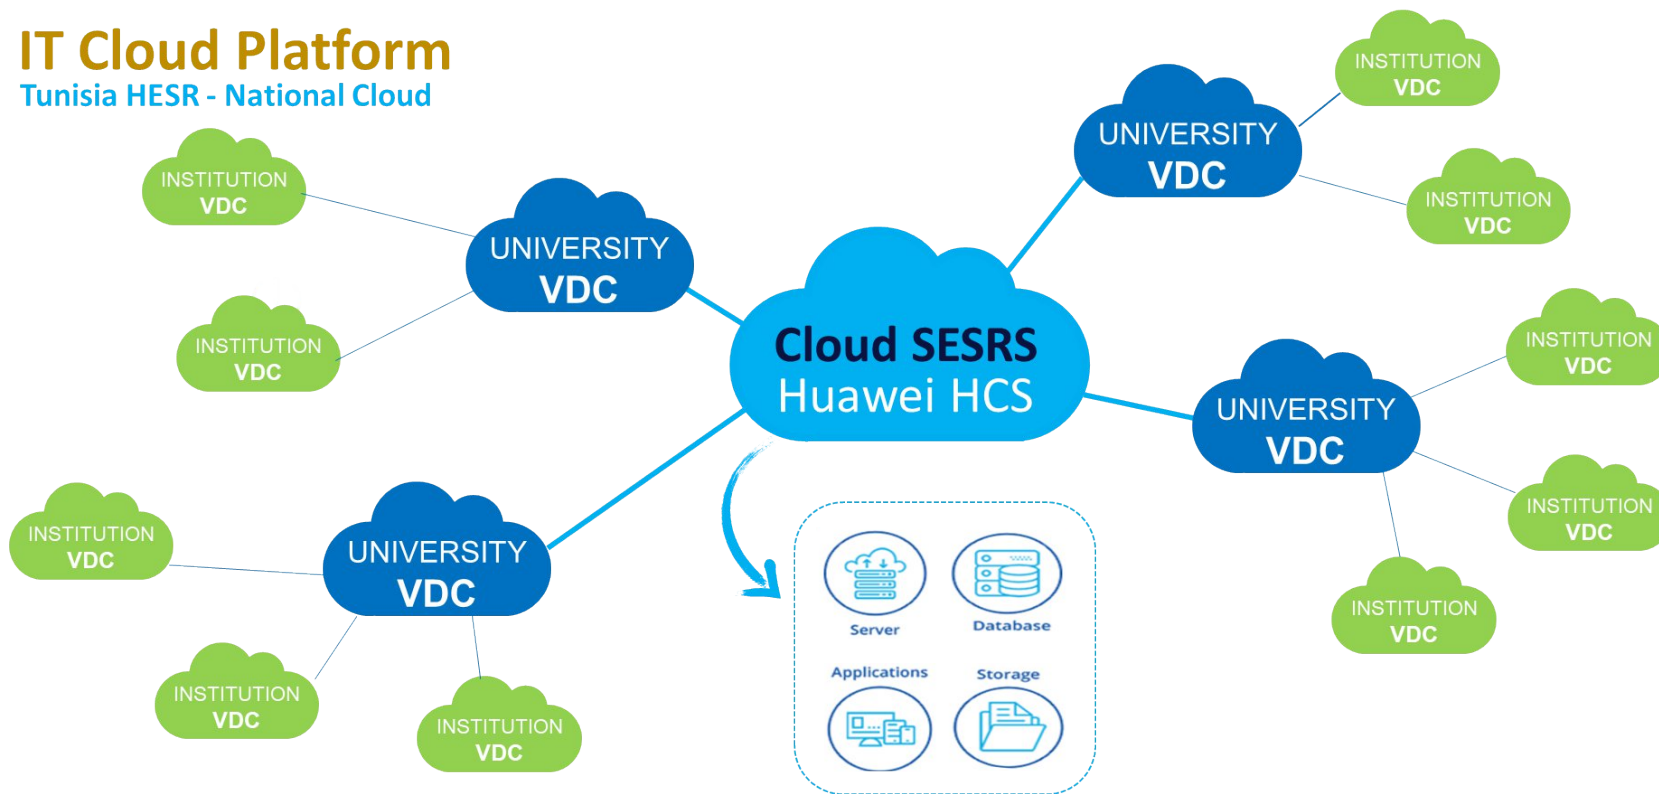 IT Cloud Platform
Tunisia HESR - National Cloud
INSTITUTION
VDC
INSTITUTION
VDC
UNIVERSITY
VDC
UNIVERSITY
VDC
INSTITUTION
VDC
INSTITUTION
VDC
Cloud SESRS
Huawei HCS
UNIVERSITY
VDC
INSTITUTION
VDC
INSTITUTION
VDC
INSTITUTION
VDC
UNIVERSITY
VDC
INSTITUTION
VDC
INSTITUTION
VDC
INSTITUTION
VDC
Server
Database
Applications
Storage